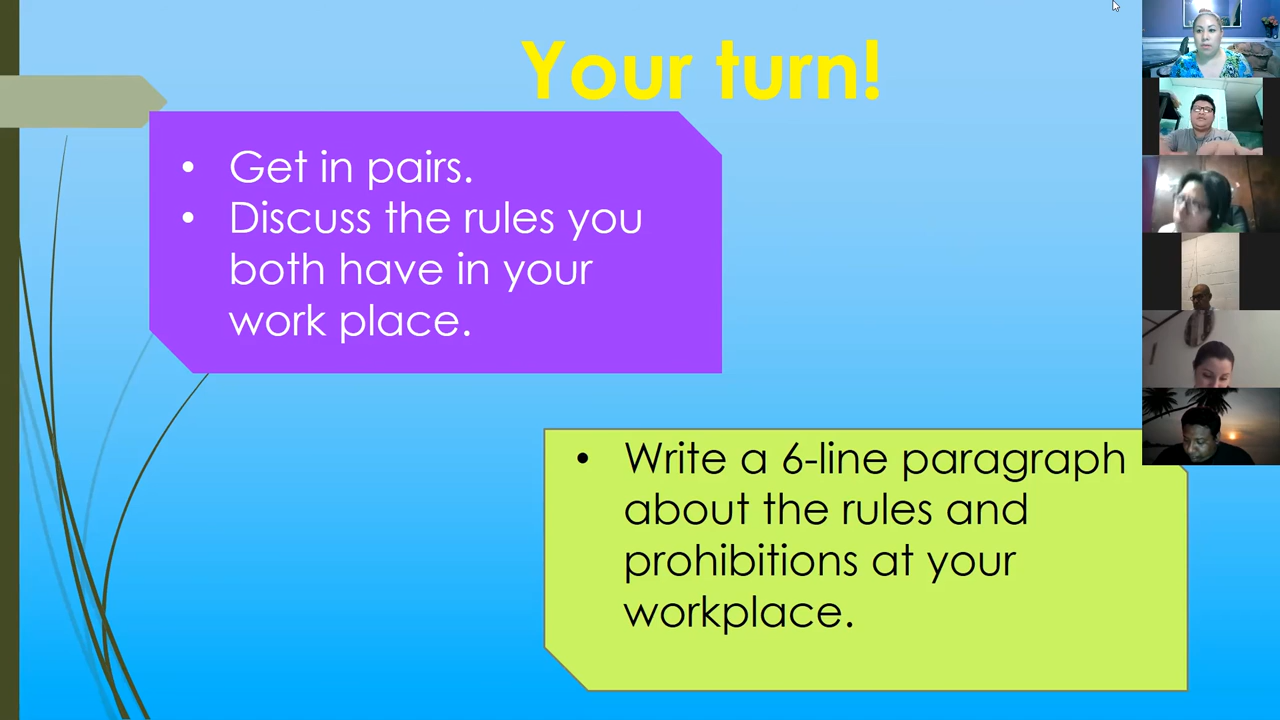 Your turn!
• Get in pairs.
• Discuss the rules you
both have in your
work place.
• Write a 6-line paragraph
about the rules and
prohibitions at your
workplace.